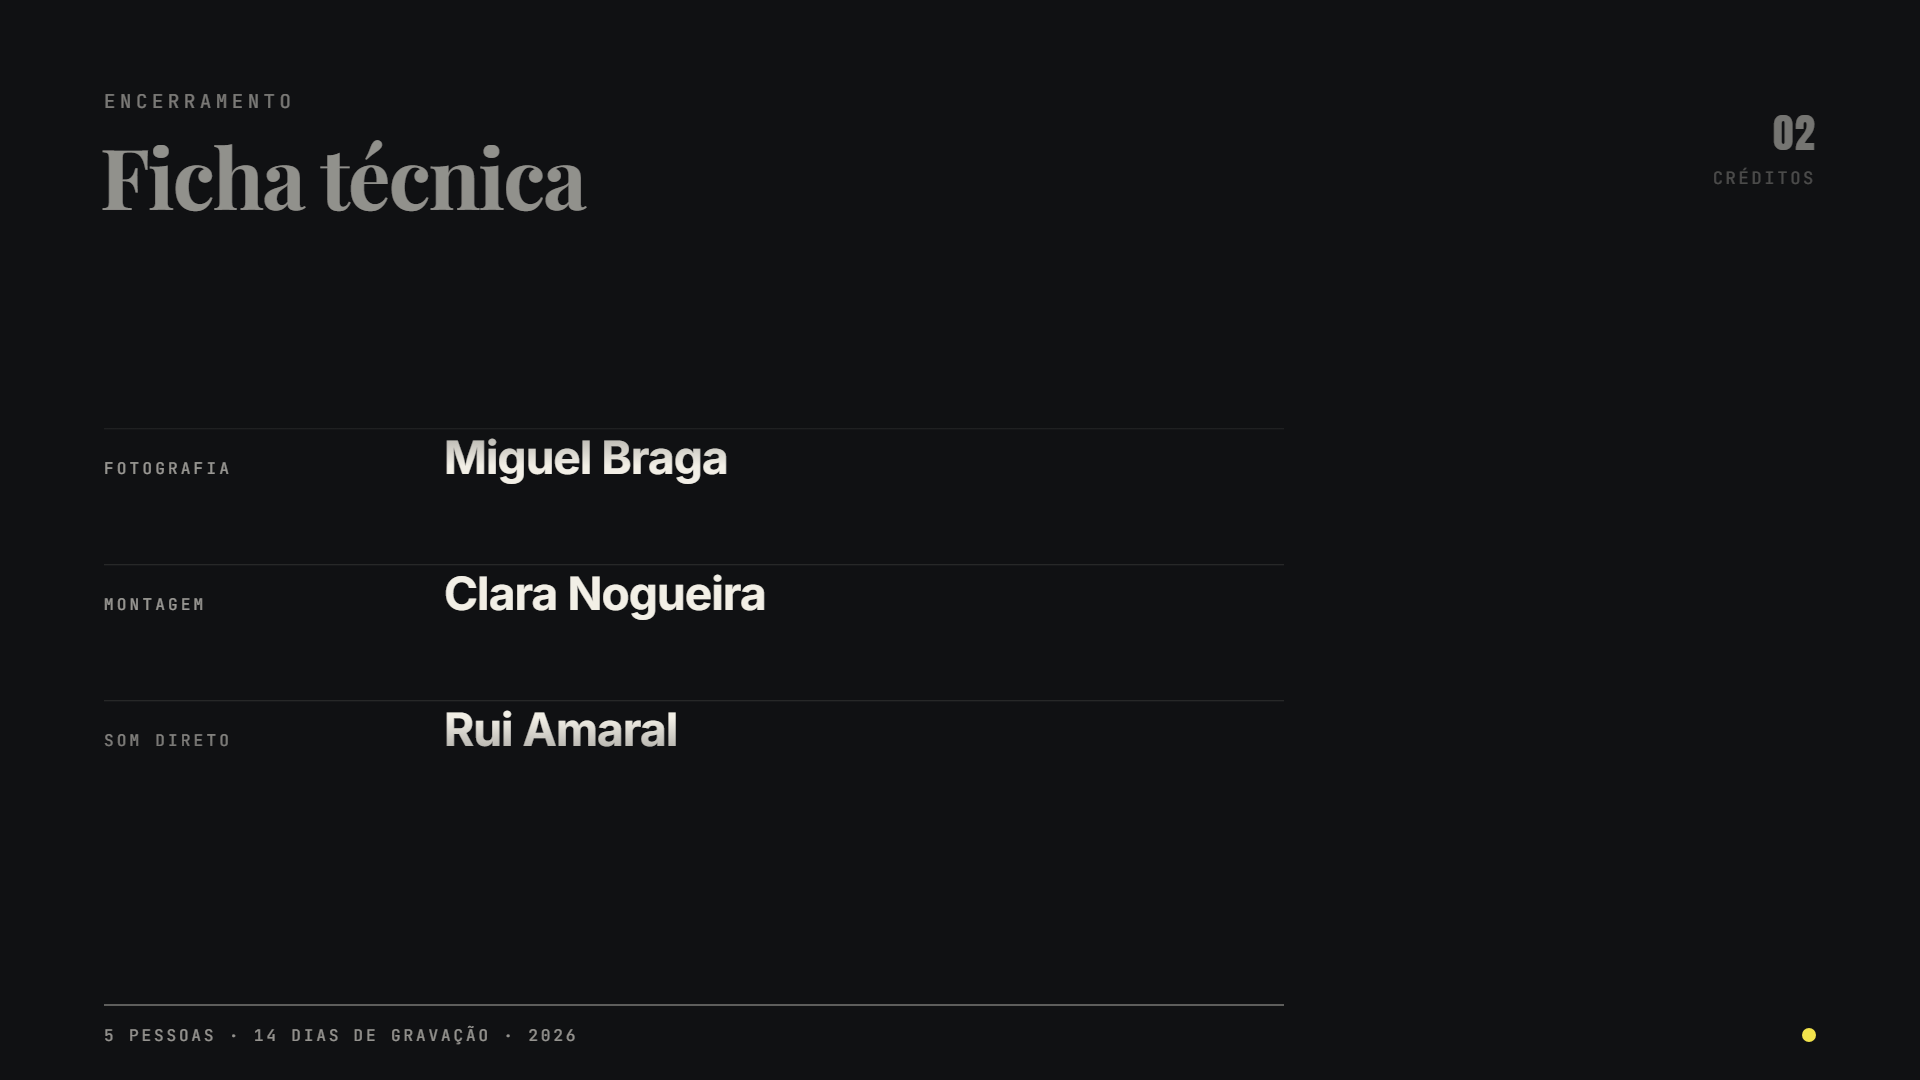 ENCERRAMENTO
Ficha técnica
02
CRÉDITOS
FOTOGRAFIA
Miguel Braga
MONTAGEM
Clara Nogueira
SOM DIRETO
Rui Amaral
5 PESSOAS · 14 DIAS DE GRAVAÇÃO · 2026